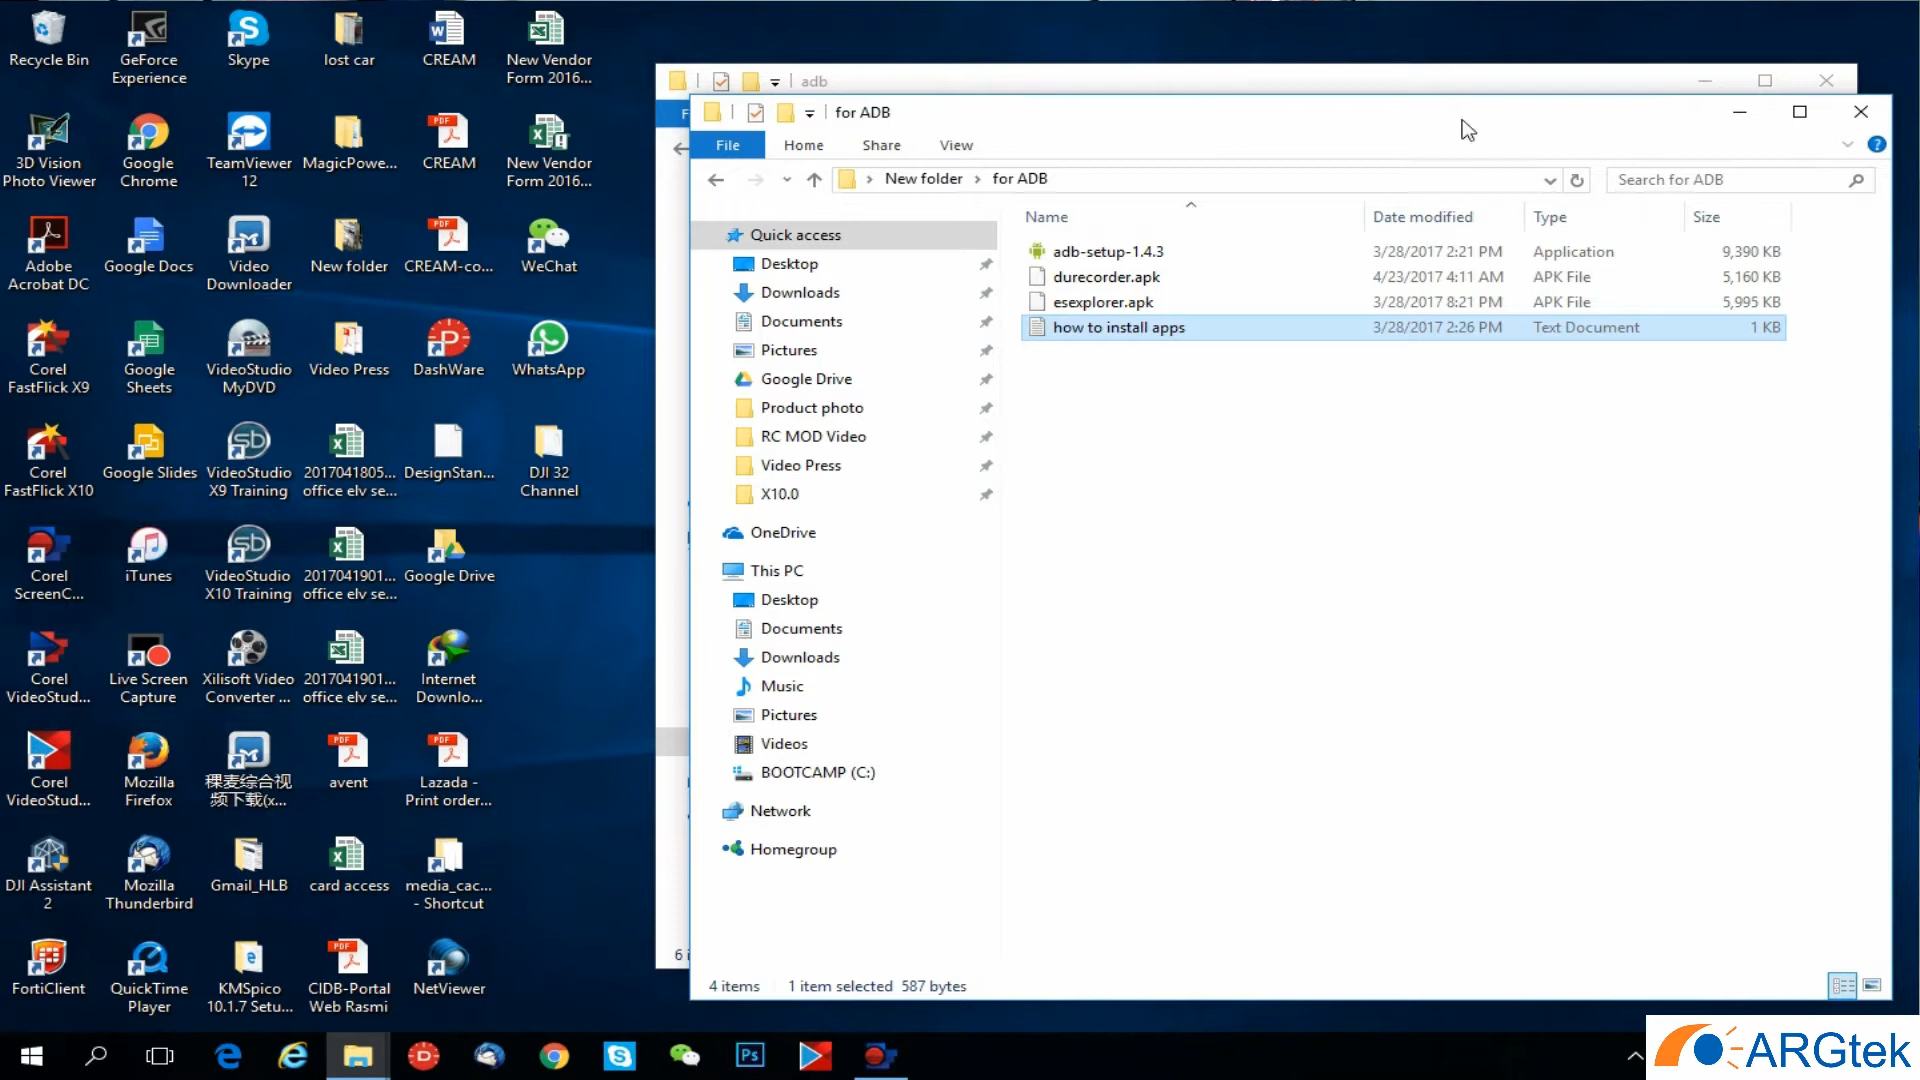 Recycle Bin
GeForce
Experience
Skype
lost car
CREAM
New Vendor
Form 2016...
3D Vision
Photo Viewer
Google
Chrome
TeamViewer
12
MagicPowe...
CREAM
New Vendor
Form 2016...
Adobe
Acrobat DC
Google Docs
Video
Downloader
New folder
CREAM-co...
WeChat
Corel
FastFlick X9
Google
Sheets
VideoStudio
MyDVD
Video Press
DashWare
WhatsApp
Corel
FastFlick X10
Google Slides
VideoStudio
X9 Training
2017041805...
office elv se...
DesignStan...
DJI 32
Channel
Corel
ScreenC...
iTunes
VideoStudio
X10 Training
2017041901...
office elv se...
Google Drive
Corel
VideoStud...
Live Screen
Capture
Xilisoft Video
Converter ...
2017041901...
office elv se...
Internet
Downlo...
Corel
VideoStud...
Mozilla
Firefox
稞麦综合视
频下载(x...
avent
Lazada -
Print order...
DJI Assistant
2
Mozilla
Thunderbird
Gmail_HLB
card access
media_cac...
- Shortcut
FortiClient
QuickTime
Player
KMSpico
10.1.7 Setu...
CIDB-Portal
Web Rasmi
NetViewer
adb
for ADB
File
Home
Share
View
New folder
for ADB
Search for ADB
Quick access
Desktop
Downloads
Documents
Pictures
Google Drive
Product photo
RC MOD Video
Video Press
X10.0
OneDrive
This PC
Desktop
Documents
Downloads
Music
Pictures
Videos
BOOTCAMP (C:)
Network
Homegroup
Name Date modified Type Size
adb-setup-1.4.3 3/28/2017 2:21 PM Application 9,390 KB
durecorder.apk 4/23/2017 4:11 AM APK File 5,160 KB
esexplorer.apk 3/28/2017 8:21 PM APK File 5,995 KB
how to install apps 3/28/2017 2:26 PM Text Document 1 KB
4 items 1 item selected 587 bytes
Ps
ARGtek